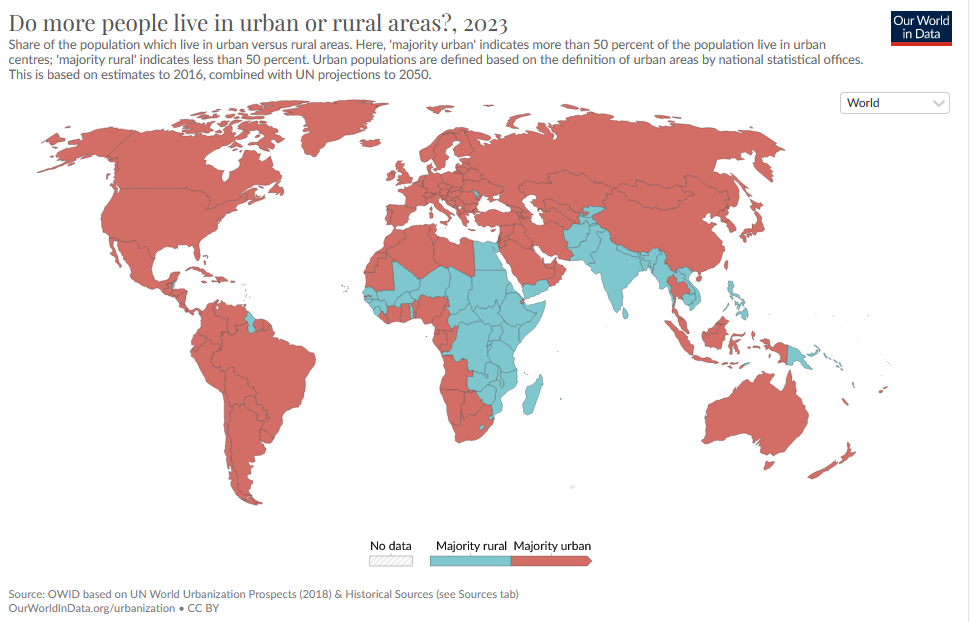 Do more people live in urban or rural areas?, 2023
Our World
in Data
Share of the population which live in urban versus rural areas. Here, 'majority urban' indicates more than 50 percent of the population live in urban
centres; 'majority rural' indicates less than 50 percent. Urban populations are defined based on the definition of urban areas by national statistical offices.
This is based on estimates to 2016, combined with UN projections to 2050.
World
No data
Majority rural
Majority urban
Source: OWID based on UN World Urbanization Prospects (2018) & Historical Sources (see Sources tab)
OurWorldInData.org/urbanization • CC BY